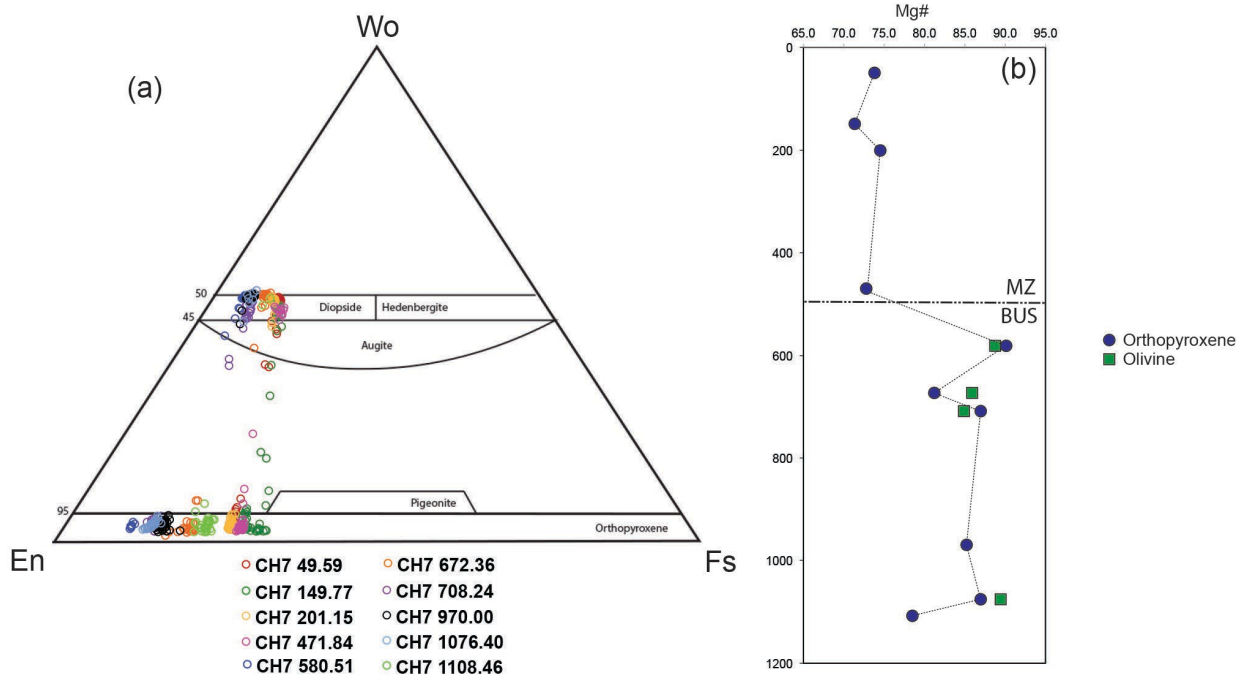 Wo
(a)
50
Diopside Hedenbergite
45
Augite
Pigeonite
95
Orthopyroxene
En
Fs
CH7 49.59
CH7 149.77
CH7 201.15
CH7 471.84
CH7 580.51
CH7 672.36
CH7 708.24
CH7 970.00
CH7 1076.40
CH7 1108.46
Mg#
65.0 70.0 75.0 80.0 85.0 90.0 95.0
(b)
0
200
400
600
800
1000
1200
MZ
BUS
Orthopyroxene
Olivine